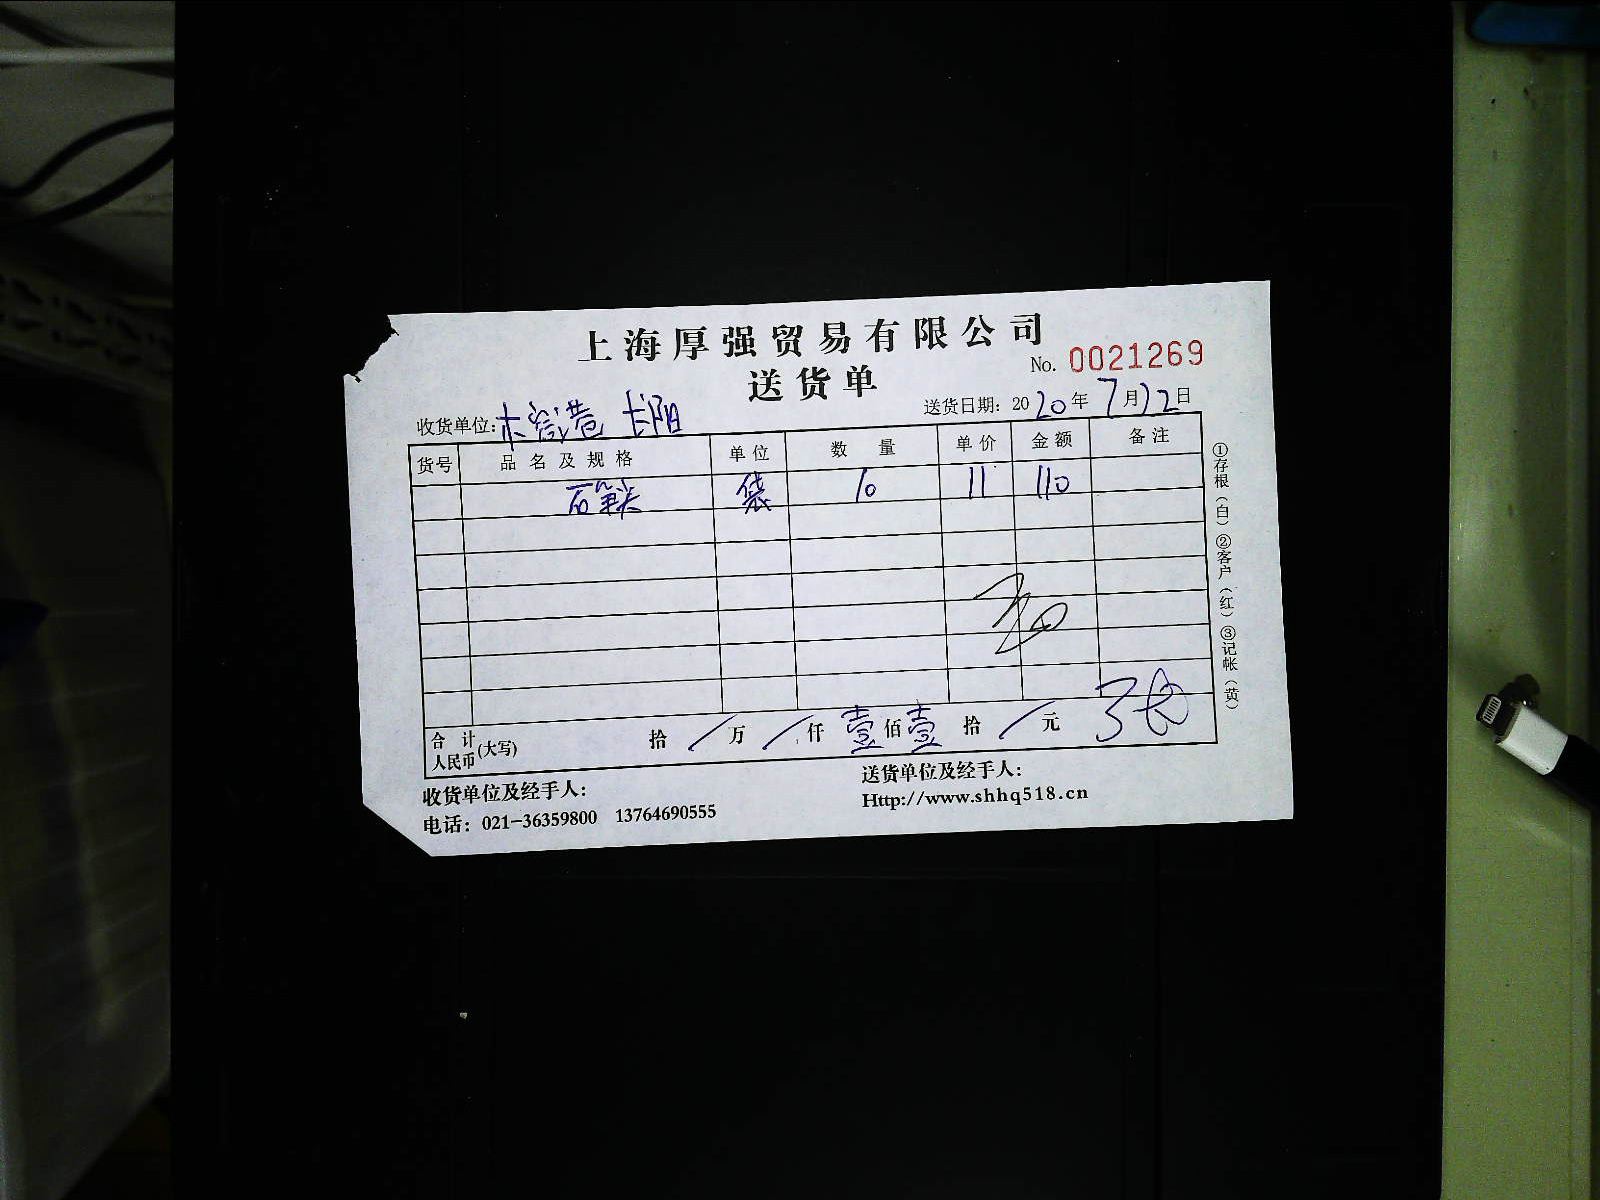 上海厚强贸易有限公司
No. 0021269
送货单
收货单位: 长阳
送货日期: 2020年7月22日
货号 品名及规格 单位 数量 单价 金额 备注
袋 10 11 110
合计人民币(大写) 拾/万/仟壹佰壹拾/元
收货单位及经手人:
送货单位及经手人:
电话: 021-36359800 13764690555
Http://www.shhq518.cn
①存根(白)②客户(红)③记帐(黄)